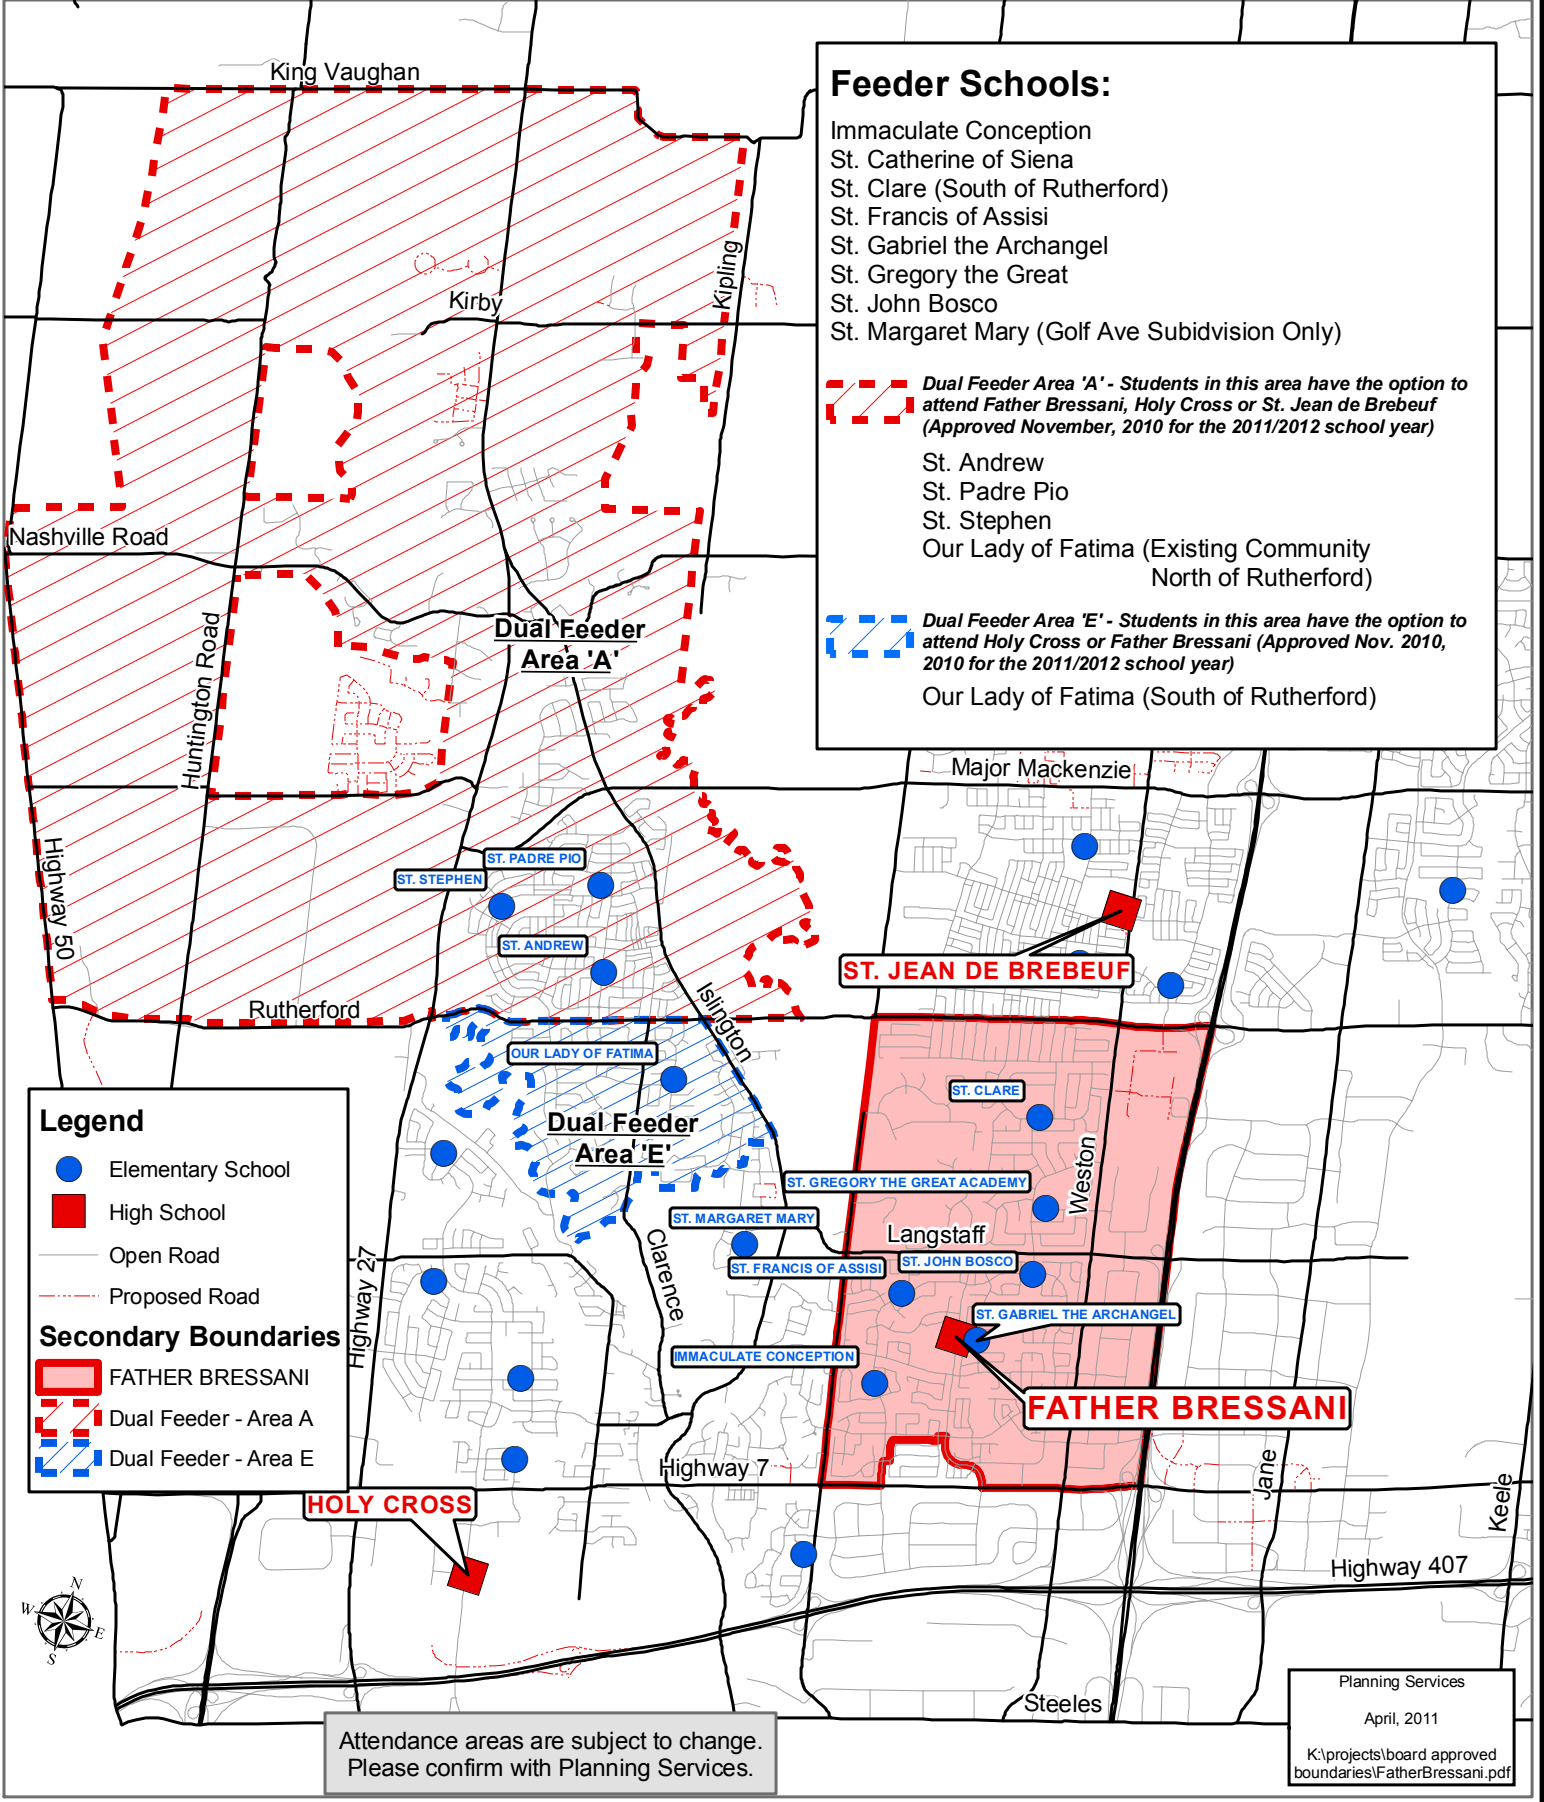 King Vaughan
Kirby
Kipling
Nashville Road
Huntington Road
Dual Feeder
Area 'A'
Major Mackenzie
Highway 50
ST. PADRE PIO
ST. STEPHEN
ST. ANDREW
Rutherford
Islington
ST. JEAN DE BREBEUF
OUR LADY OF FATIMA
Dual Feeder
Area 'E'
ST. CLARE
ST. GREGORY THE GREAT ACADEMY
Weston
ST. MARGARET MARY
Langstaff
Clarence
ST. FRANCIS OF ASSISI
ST. JOHN BOSCO
Highway 27
ST. GABRIEL THE ARCHANGEL
IMMACULATE CONCEPTION
FATHER BRESSANI
Highway 7
Jane
Keele
HOLY CROSS
Highway 407
Steeles
Feeder Schools:
Immaculate Conception
St. Catherine of Siena
St. Clare (South of Rutherford)
St. Francis of Assisi
St. Gabriel the Archangel
St. Gregory the Great
St. John Bosco
St. Margaret Mary (Golf Ave Subidvision Only)
Dual Feeder Area 'A' - Students in this area have the option to
attend Father Bressani, Holy Cross or St. Jean de Brebeuf
(Approved November, 2010 for the 2011/2012 school year)
St. Andrew
St. Padre Pio
St. Stephen
Our Lady of Fatima (Existing Community
North of Rutherford)
Dual Feeder Area 'E' - Students in this area have the option to
attend Holy Cross or Father Bressani (Approved Nov. 2010,
2010 for the 2011/2012 school year)
Our Lady of Fatima (South of Rutherford)
Legend
Elementary School
High School
Open Road
Proposed Road
Secondary Boundaries
FATHER BRESSANI
Dual Feeder - Area A
Dual Feeder - Area E
N
W
E
S
Attendance areas are subject to change.
Please confirm with Planning Services.
Planning Services
April, 2011
K:\projects\board approved
boundaries\FatherBressani.pdf